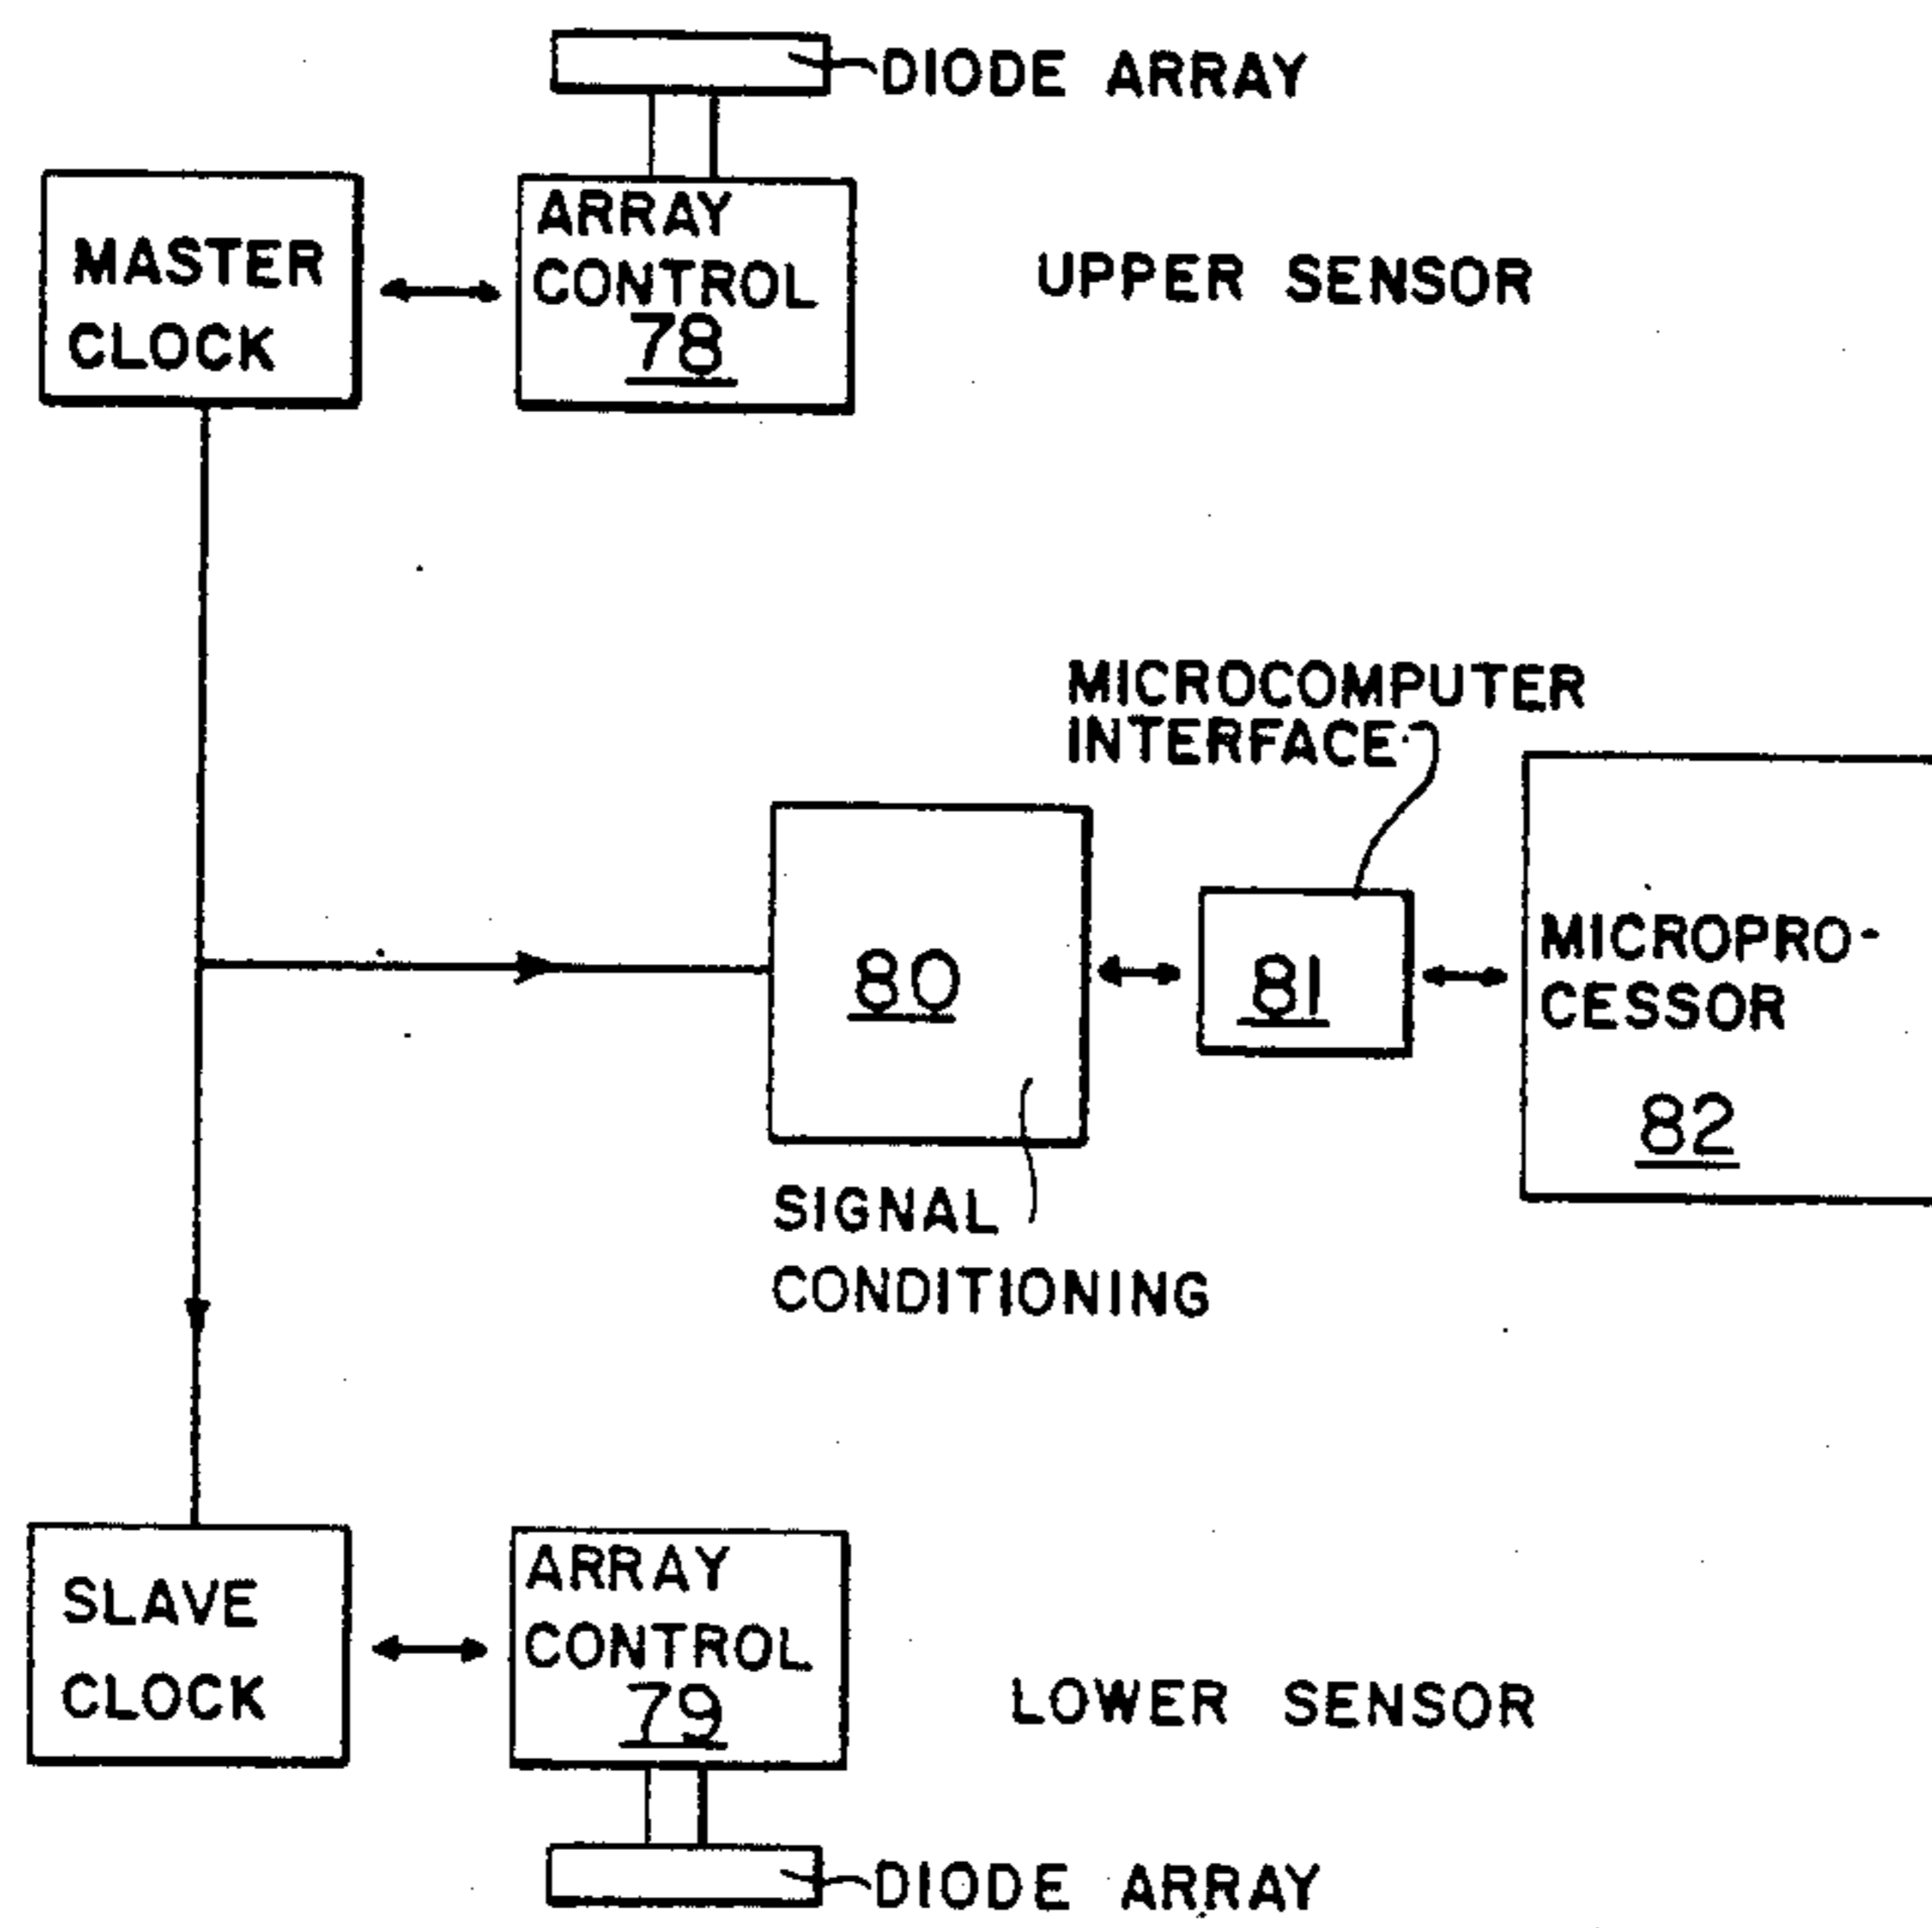 DIODE ARRAY
MASTER
CLOCK
ARRAY
CONTROL
78
UPPER SENSOR
MICROCOMPUTER
INTERFACE
80
81
MICROPRO-
CESSOR
82
SIGNAL
CONDITIONING
SLAVE
CLOCK
ARRAY
CONTROL
79
LOWER SENSOR
DIODE ARRAY